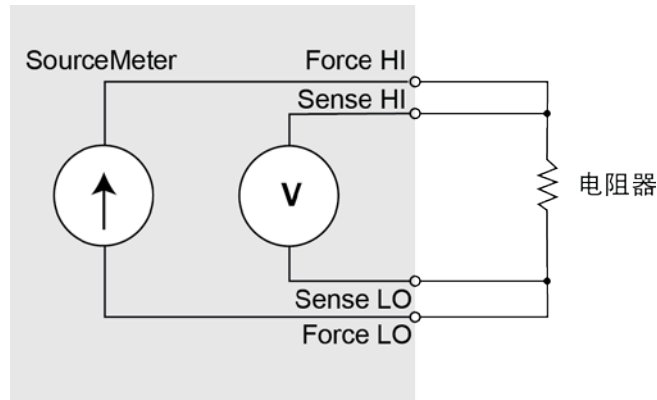 SourceMeter
Force HI
Sense HI
V
电阻器
Sense LO
Force LO